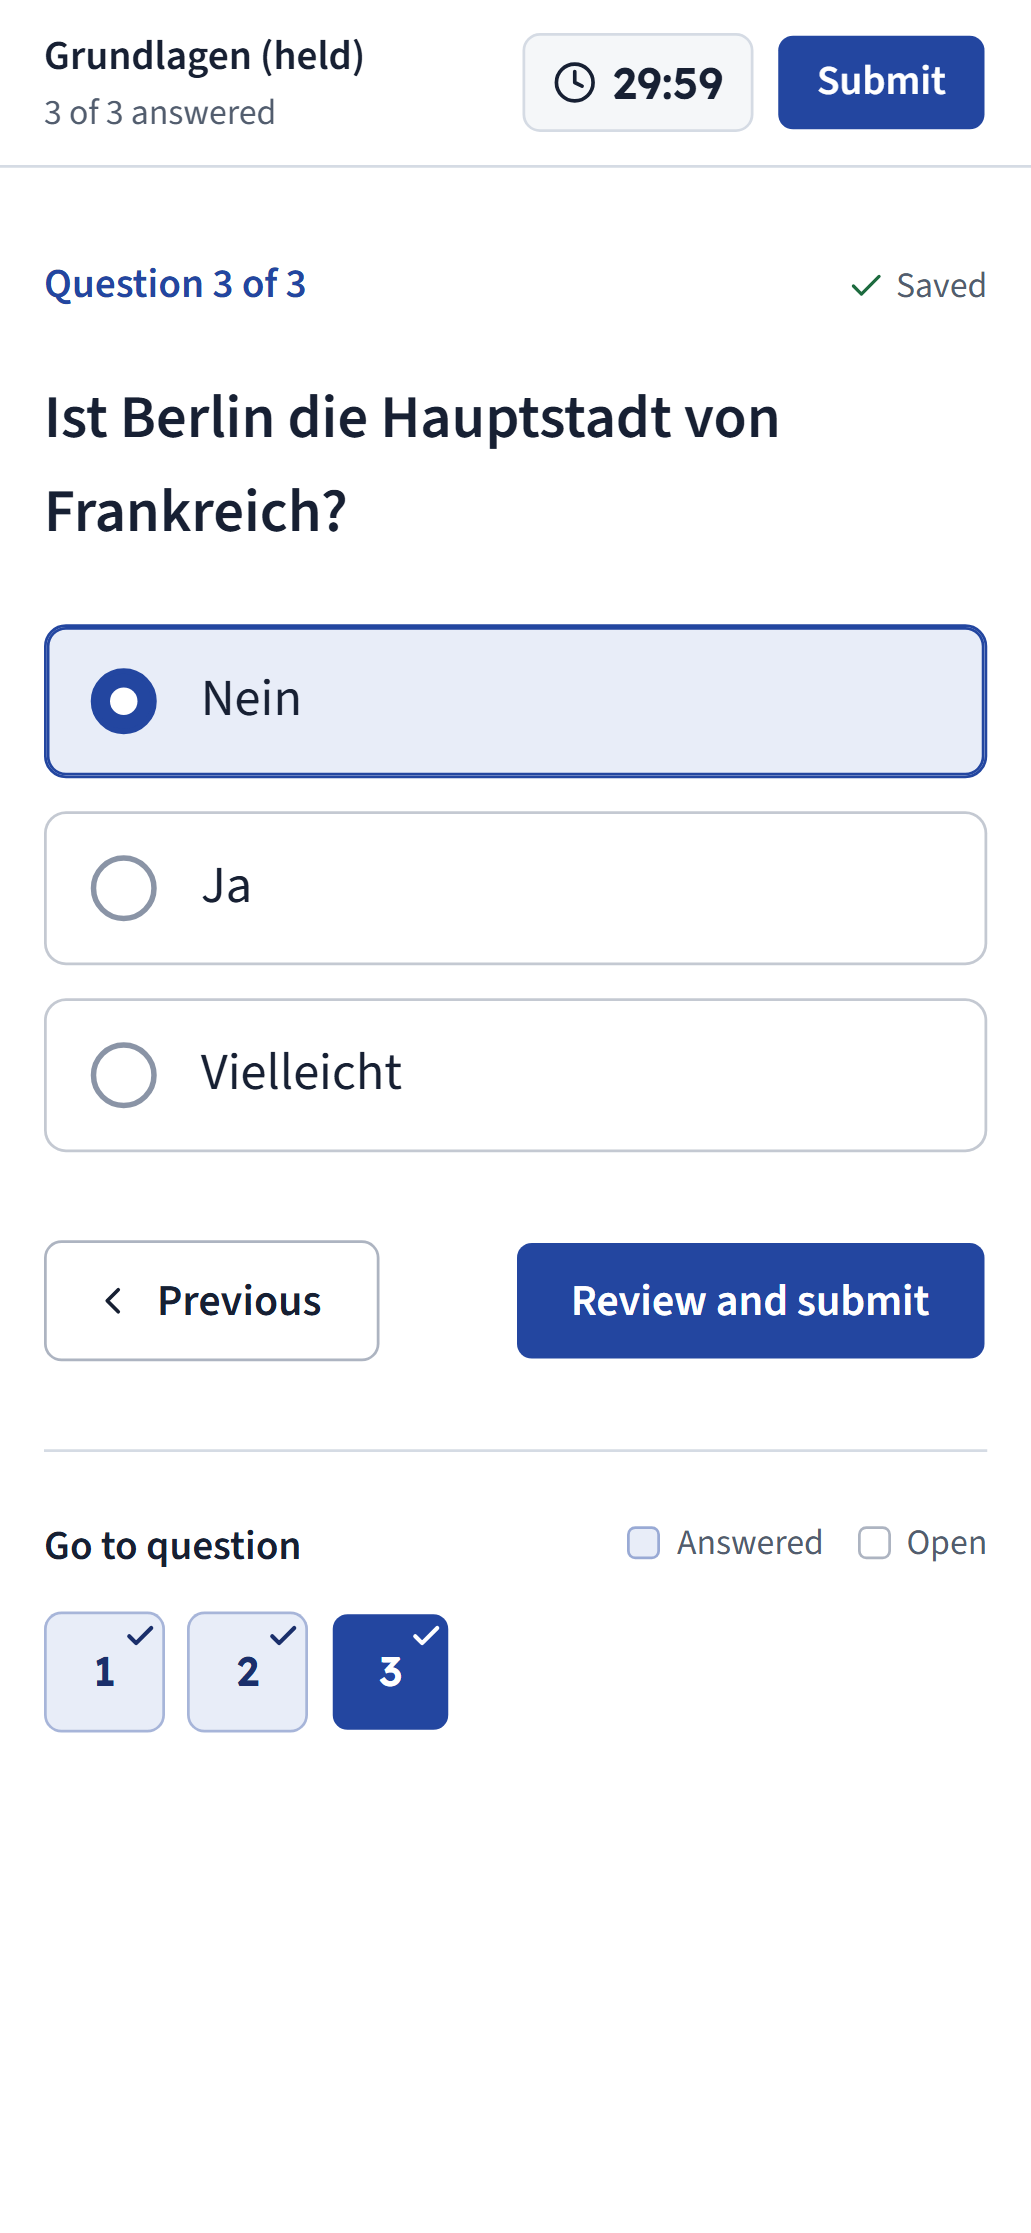 Grundlagen (held)
3 of 3 answered
29:59
Submit
Question 3 of 3
Saved
Ist Berlin die Hauptstadt von
Frankreich?
Nein
Ja
Vielleicht
Previous
Review and submit
Go to question
Answered
Open
1
2
3